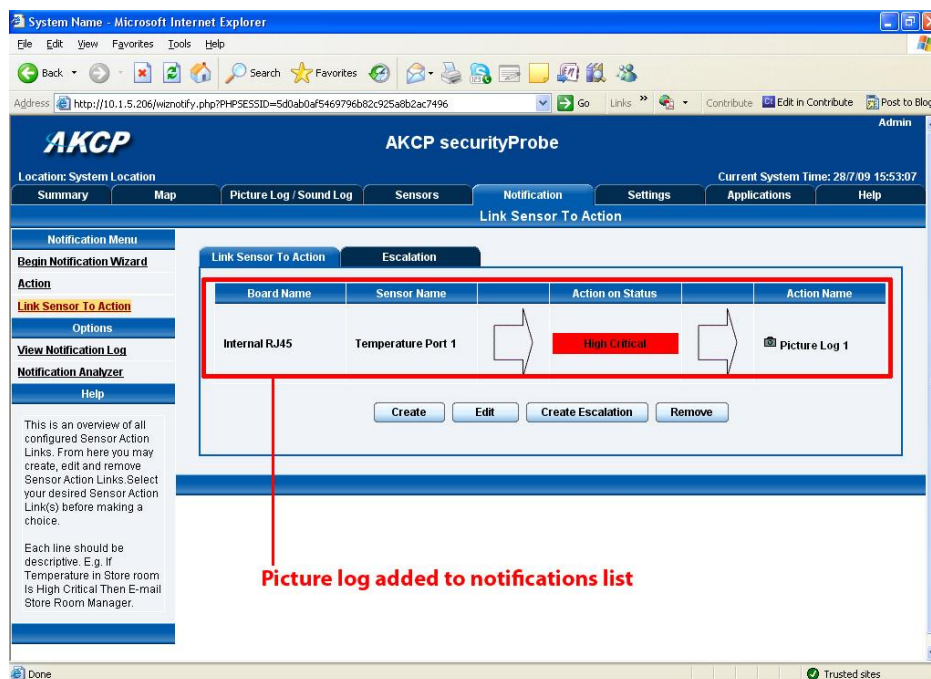 System Name - Microsoft Internet Explorer
File Edit View Favorites Tools Help
Back Search Favorites
Address http://10.1.5.206/wiznotify.php?PHPSESSID=5d0ab0af5469796b82c925a8b2ac7496 Go Links » Contribute Edit in Contribute Post to Blog
Admin
AKCP AKCP securityProbe
Location: System Location Current System Time: 28/7/09 15:53:07
Summary Map Picture Log / Sound Log Sensors Notification Settings Applications Help
Link Sensor To Action
Notification Menu
Begin Notification Wizard
Action
Link Sensor To Action
Options
View Notification Log
Notification Analyzer
Help
This is an overview of all
configured Sensor Action
Links. From here you may
create, edit and remove
Sensor Action Links.Select
your desired Sensor Action
Link(s) before making a
choice.
Each line should be
descriptive. E.g. If
Temperature in Store room
Is High Critical Then E-mail
Store Room Manager.
Link Sensor To Action Escalation
Board Name Sensor Name Action on Status Action Name
Internal RJ45 Temperature Port 1 High Critical Picture Log 1
Create Edit Create Escalation Remove
Picture log added to notifications list
Done Trusted sites